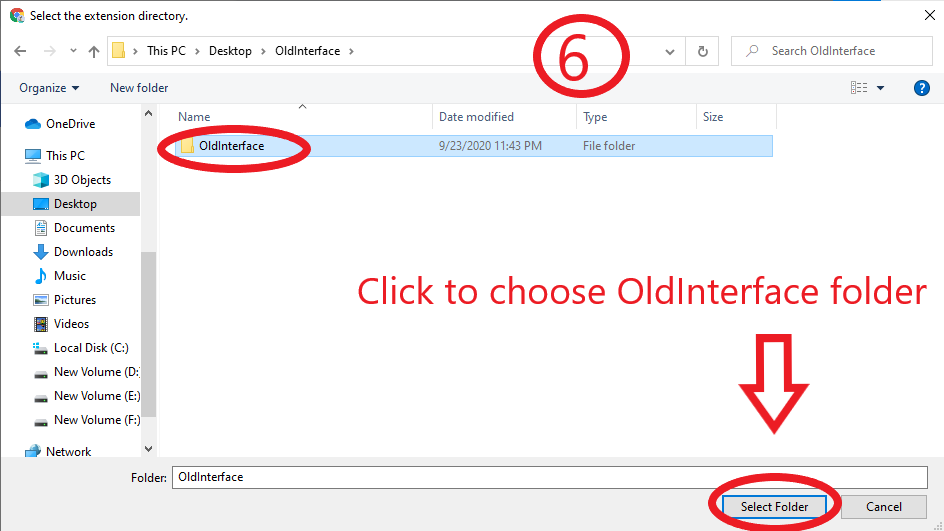 Select the extension directory.
This PC > Desktop > OldInterface >
6
Search OldInterface
Organize
New folder
?
Name
Date modified
Type
Size
OldInterface
9/23/2020 11:43 PM
File folder
OneDrive
This PC
3D Objects
Desktop
Documents
Downloads
Music
Pictures
Videos
Local Disk (C:)
New Volume (D:
New Volume (E:)
New Volume (F:)
Network
Click to choose OldInterface folder
Folder: OldInterface
Select Folder
Cancel